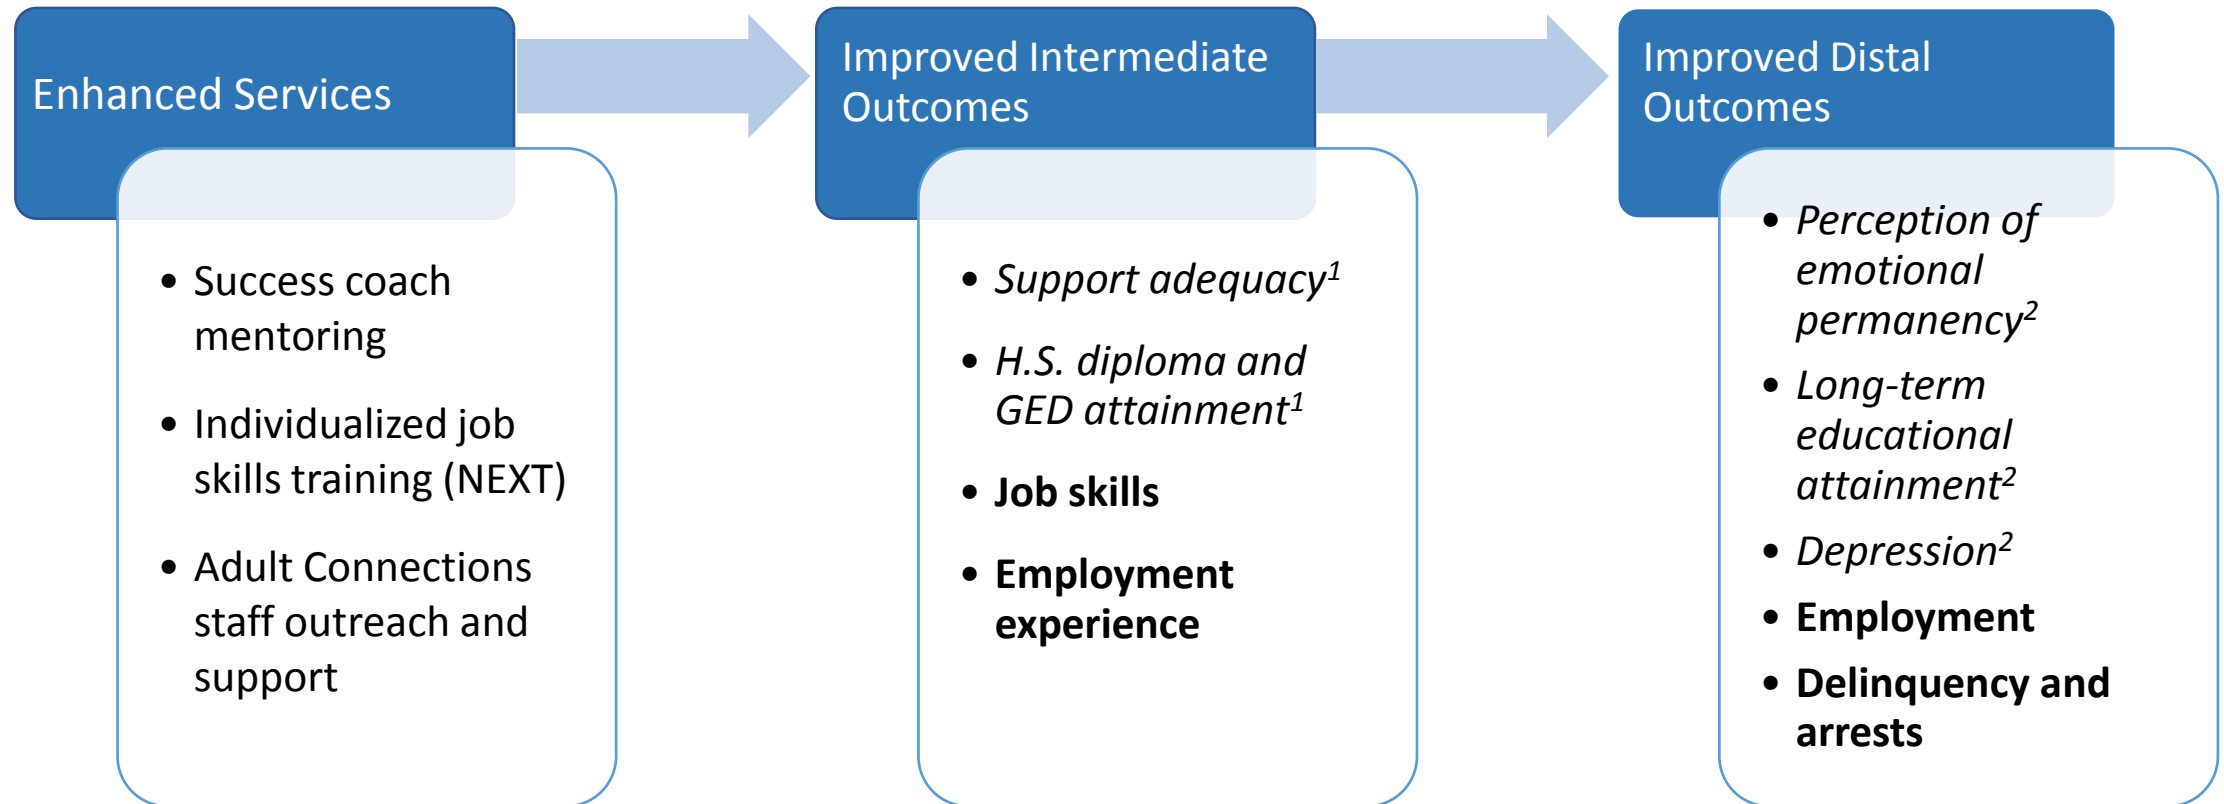 Enhanced Services
• Success coach
mentoring
• Individualized job
skills training (NEXT)
• Adult Connections
staff outreach and
support
Improved Intermediate
Outcomes
• Support adequacy¹
• H.S. diploma and
GED attainment¹
• Job skills
• Employment
experience
Improved Distal
Outcomes
• Perception of
emotional
permanency²
• Long-term
educational
attainment²
• Depression²
• Employment
• Delinquency and
arrests